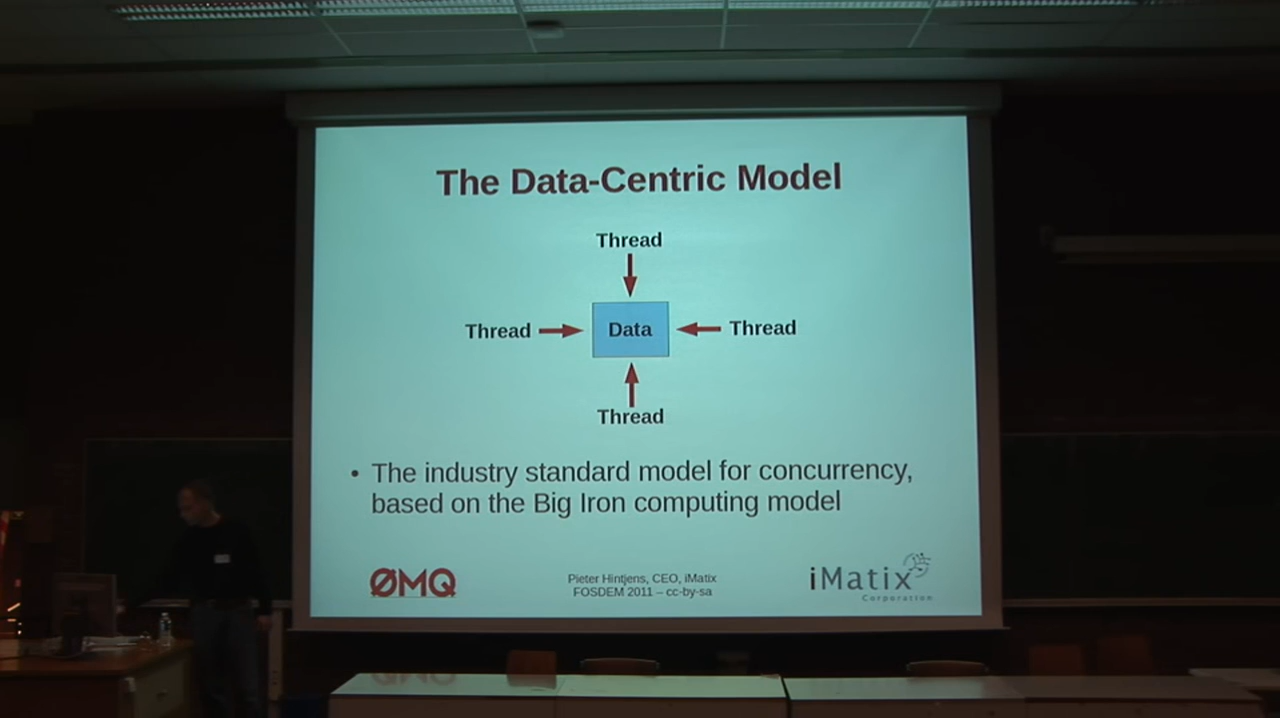 The Data-Centric Model
Thread
Thread
Data
Thread
Thread
• The industry standard model for concurrency,
based on the Big Iron computing model
ØMQ
Pieter Hintjens, CEO, iMatix
FOSDEM 2011 – cc-by-sa
iMatix
Corporation